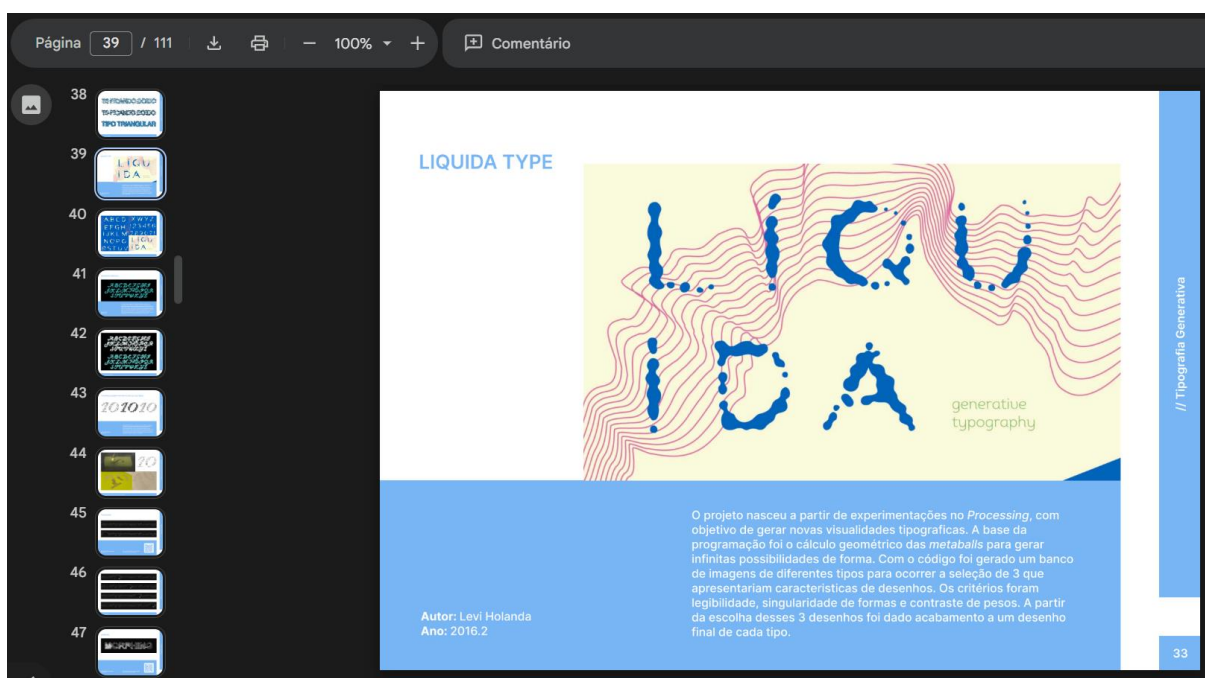 Página 39 / 111
100%
Comentário
38
39
40
41
42
43
44
45
46
47
TIPO TRIANGULAR
LIQUIDA TYPE
LIQU
IDA
generative
typography
// Tipografia Generativa
O projeto nasceu a partir de experimentações no Processing, com
objetivo de gerar novas visualidades tipograficas. A base da
programação foi o cálculo geométrico das metaballs para gerar
infinitas possibilidades de forma. Com o código foi gerado um banco
de imagens de diferentes tipos para ocorrer a seleção de 3 que
apresentariam caracteristicas de desenhos. Os critérios foram
legibilidade, singularidade de formas e contraste de pesos. A partir
da escolha desses 3 desenhos foi dado acabamento a um desenho
final de cada tipo.
Autor: Levi Holanda
Ano: 2016.2
33